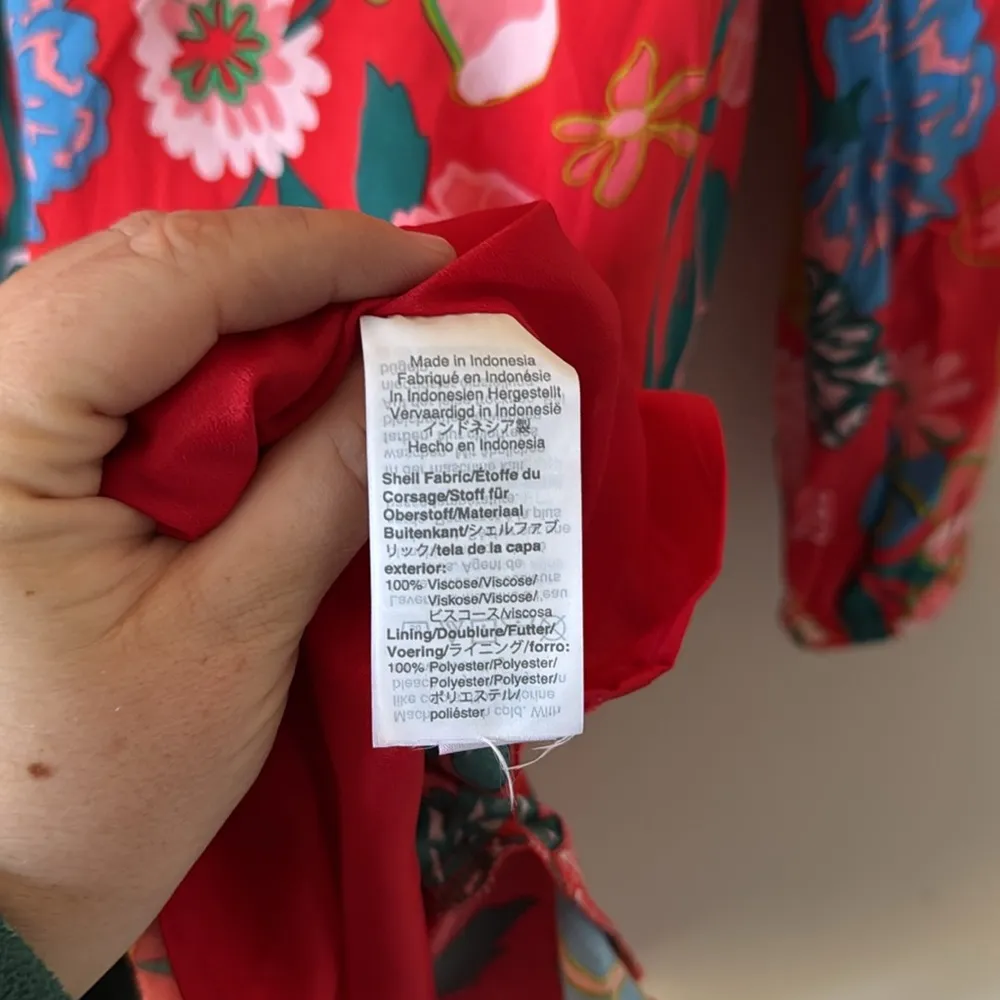 Made in Indonesia
Fabriqué en Indonésie
In Indonesien Hergestellt
Vervaardigd in Indonesië
インドネシア製
Hecho en Indonesia
Shell Fabric/Étoffe du
Corsage/Stoff für
Oberstoff/Materiaal
Buitenkant/シェルファブ
リック/tela de la capa
exterior:
100% Viscose/Viscose/
Viskose/Viscose/
ビスコース/viscosa
Lining/Doublure/Futter/
Voering/ライニング/forro:
100% Polyester/Polyester/
Polyester/Polyester/
ポリエステル/
poliéster